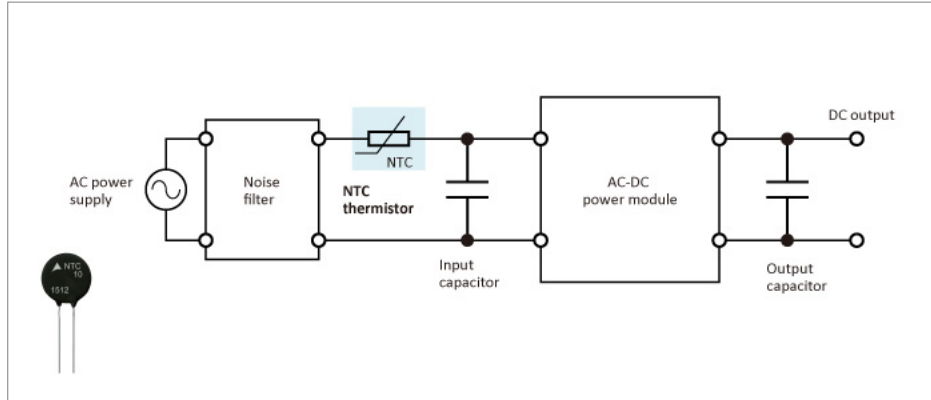 AC power
supply
Noise
filter
NTC
NTC
thermistor
Input
capacitor
AC-DC
power module
DC output
Output
capacitor
NTC
10
1512